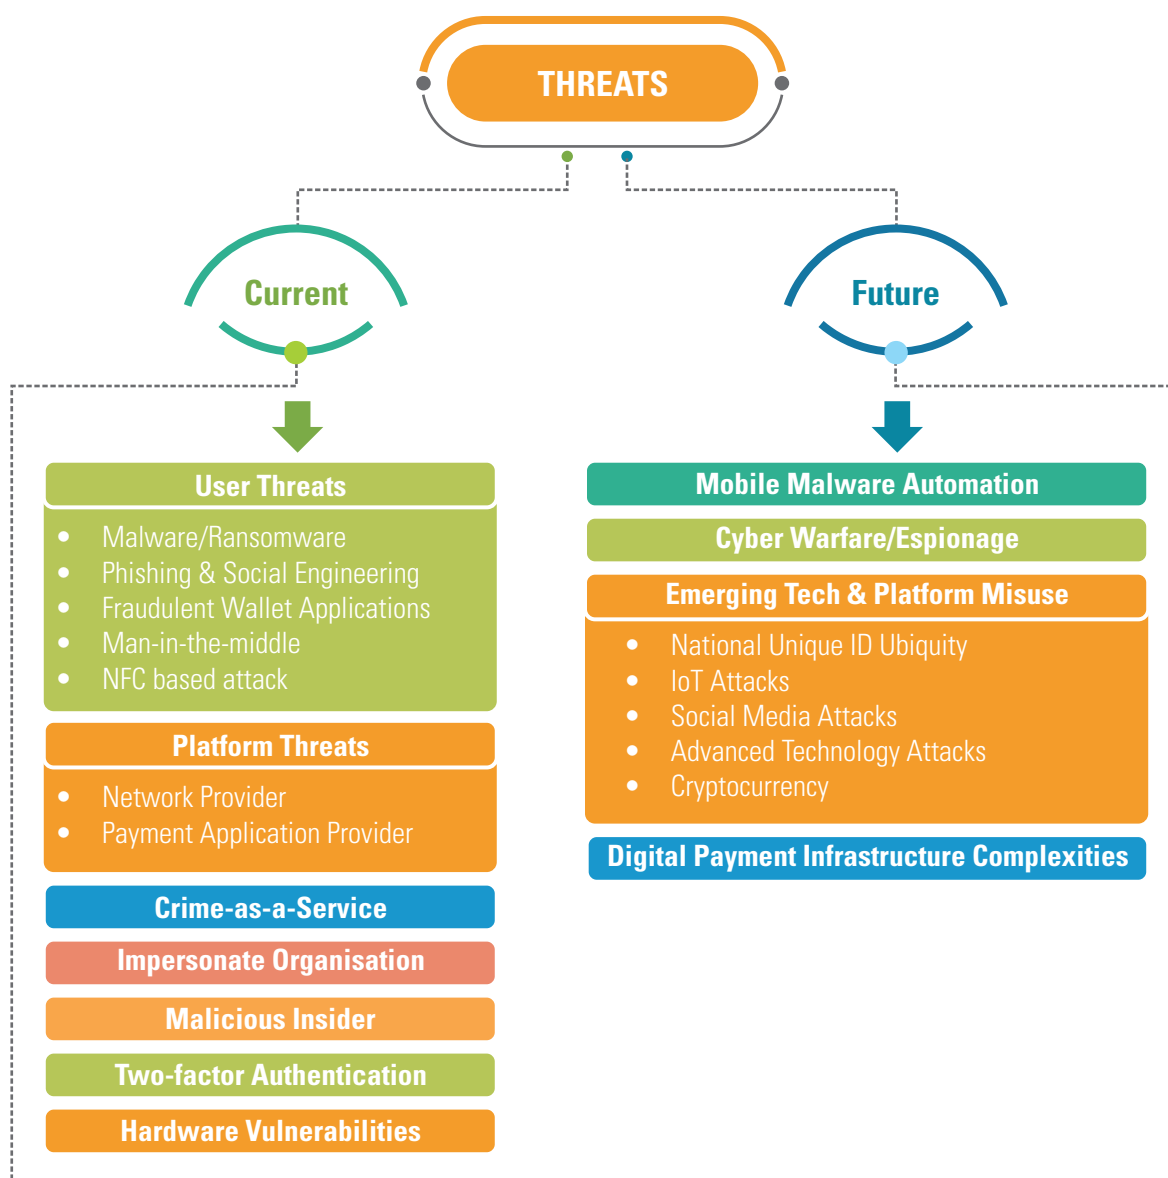 THREATS
Current
User Threats
• Malware/Ransomware
• Phishing & Social Engineering
• Fraudulent Wallet Applications
• Man-in-the-middle
• NFC based attack
Platform Threats
• Network Provider
• Payment Application Provider
Crime-as-a-Service
Impersonate Organisation
Malicious Insider
Two-factor Authentication
Hardware Vulnerabilities
Future
Mobile Malware Automation
Cyber Warfare/Espionage
Emerging Tech & Platform Misuse
• National Unique ID Ubiquity
• IoT Attacks
• Social Media Attacks
• Advanced Technology Attacks
• Cryptocurrency
Digital Payment Infrastructure Complexities